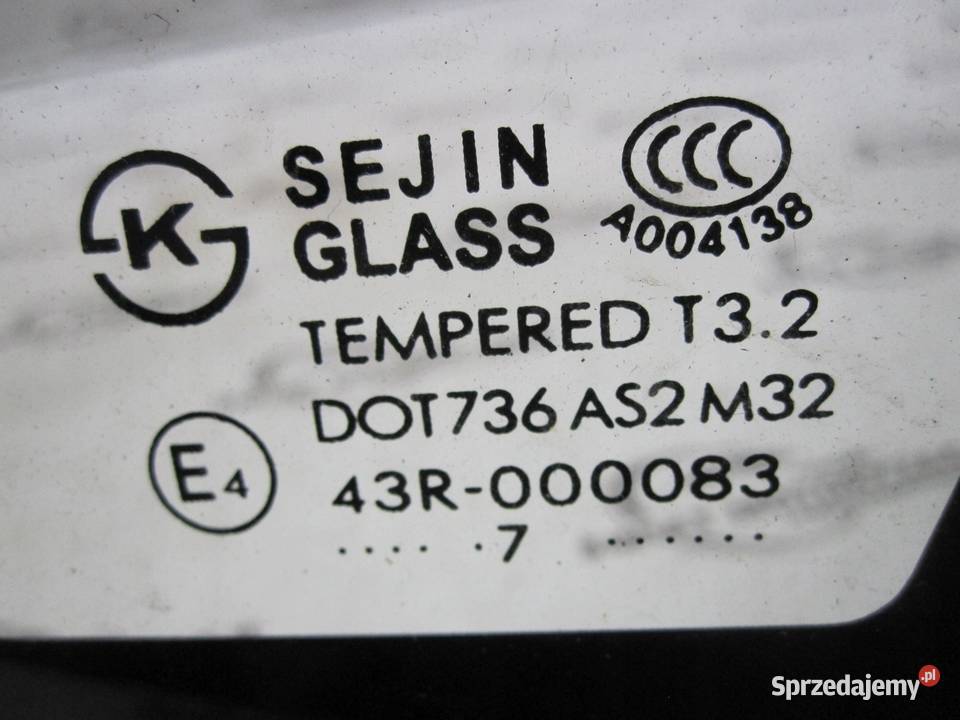 K
SEJIN
GLASS
CCC
A004138
TEMPERED T3.2
DOT736 AS2 M32
E4
43R-000083
.... .7 ......
Sprzedajemy.pl